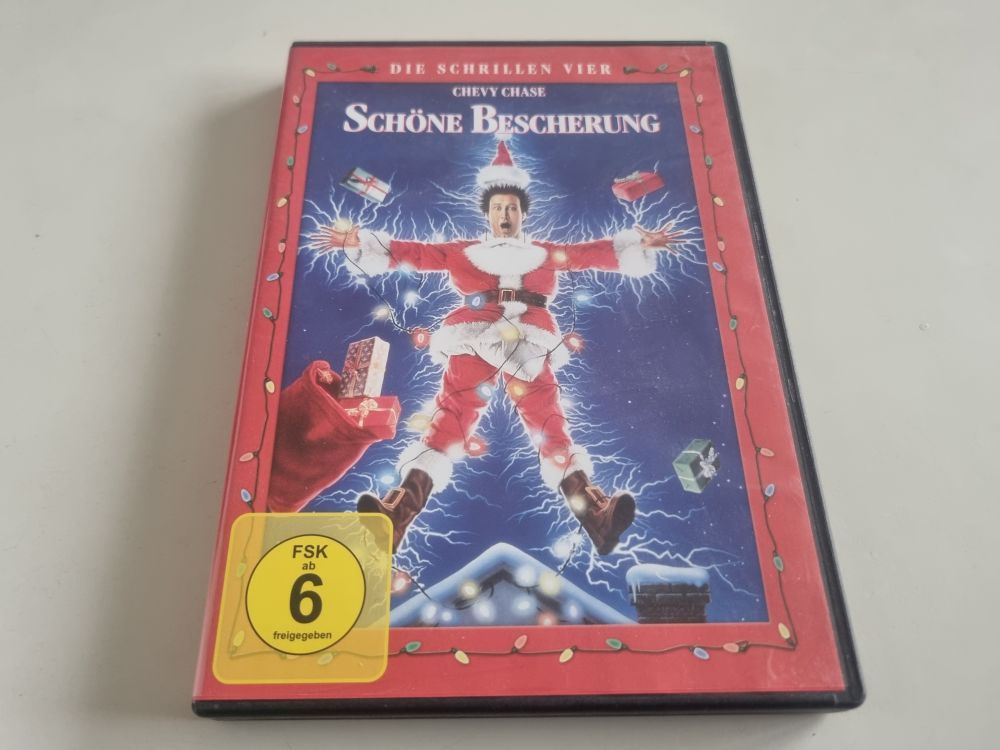 DIE SCHRILLEN VIER
CHEVY CHASE
SCHÖNE BESCHERUNG
FSK
ab
6
freigegeben